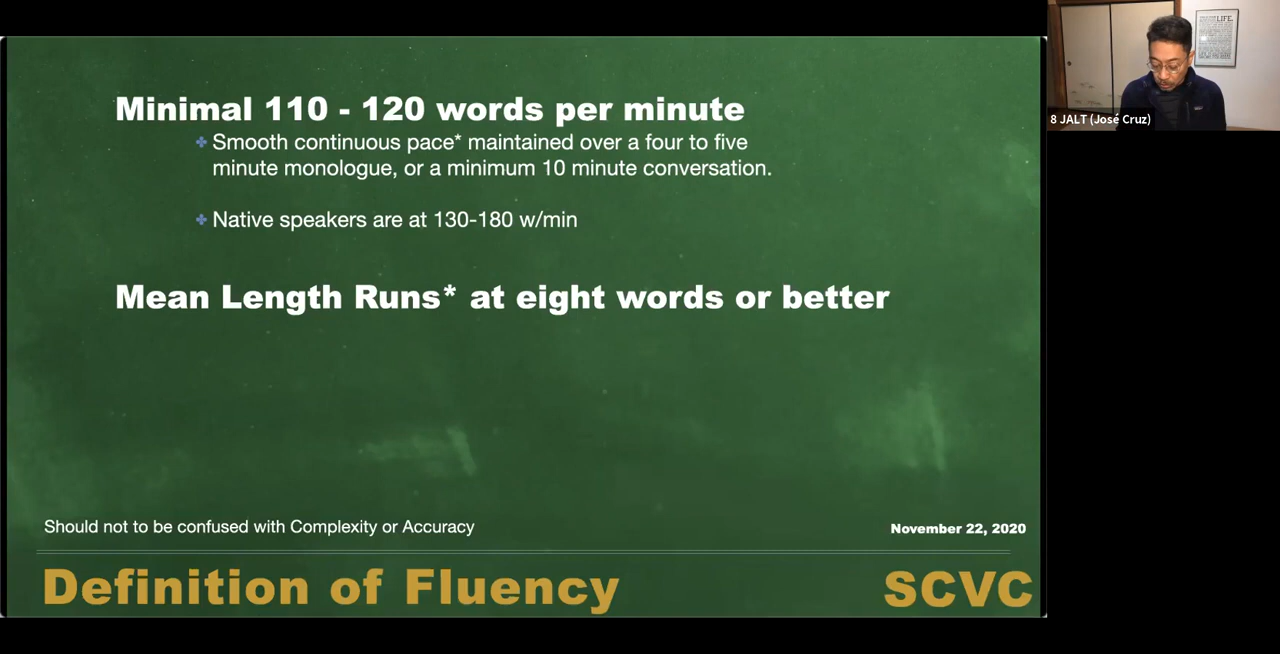 Minimal 110 - 120 words per minute
Smooth continuous pace* maintained over a four to five
minute monologue, or a minimum 10 minute conversation.
Native speakers are at 130-180 w/min
Mean Length Runs* at eight words or better
Should not to be confused with Complexity or Accuracy
November 22, 2020
Definition of Fluency
SCVC
LIFE.
8 JALT (José Cruz)